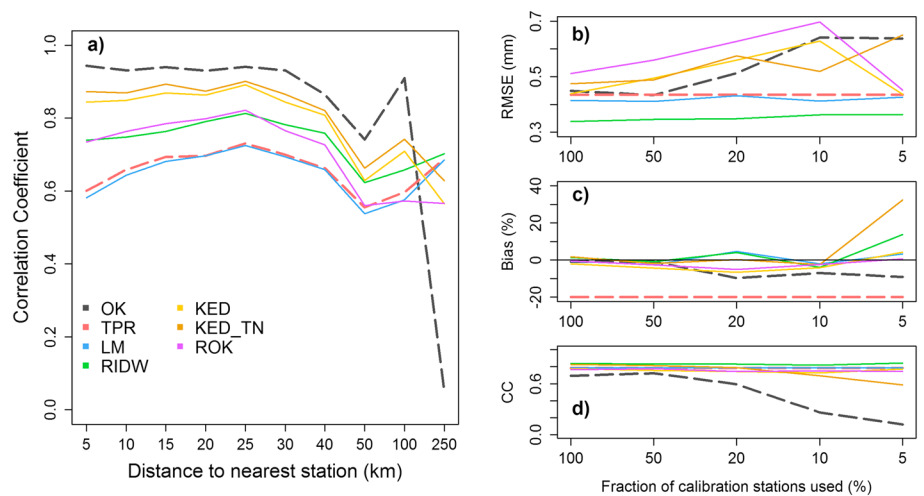 a)
Correlation Coefficient
1.0
0.8
0.6
0.4
0.2
0.0
OK
TPR
LM
RIDW
KED
KED_TN
ROK
5 10 15 20 25 30 40 50 100 250
Distance to nearest station (km)
b)
RMSE (mm)
0.7
0.5
0.3
100 50 20 10 5
c)
Bias (%)
40
20
0
-20
100 50 20 10 5
d)
CC
0.6
0.0
100 50 20 10 5
Fraction of calibration stations used (%)